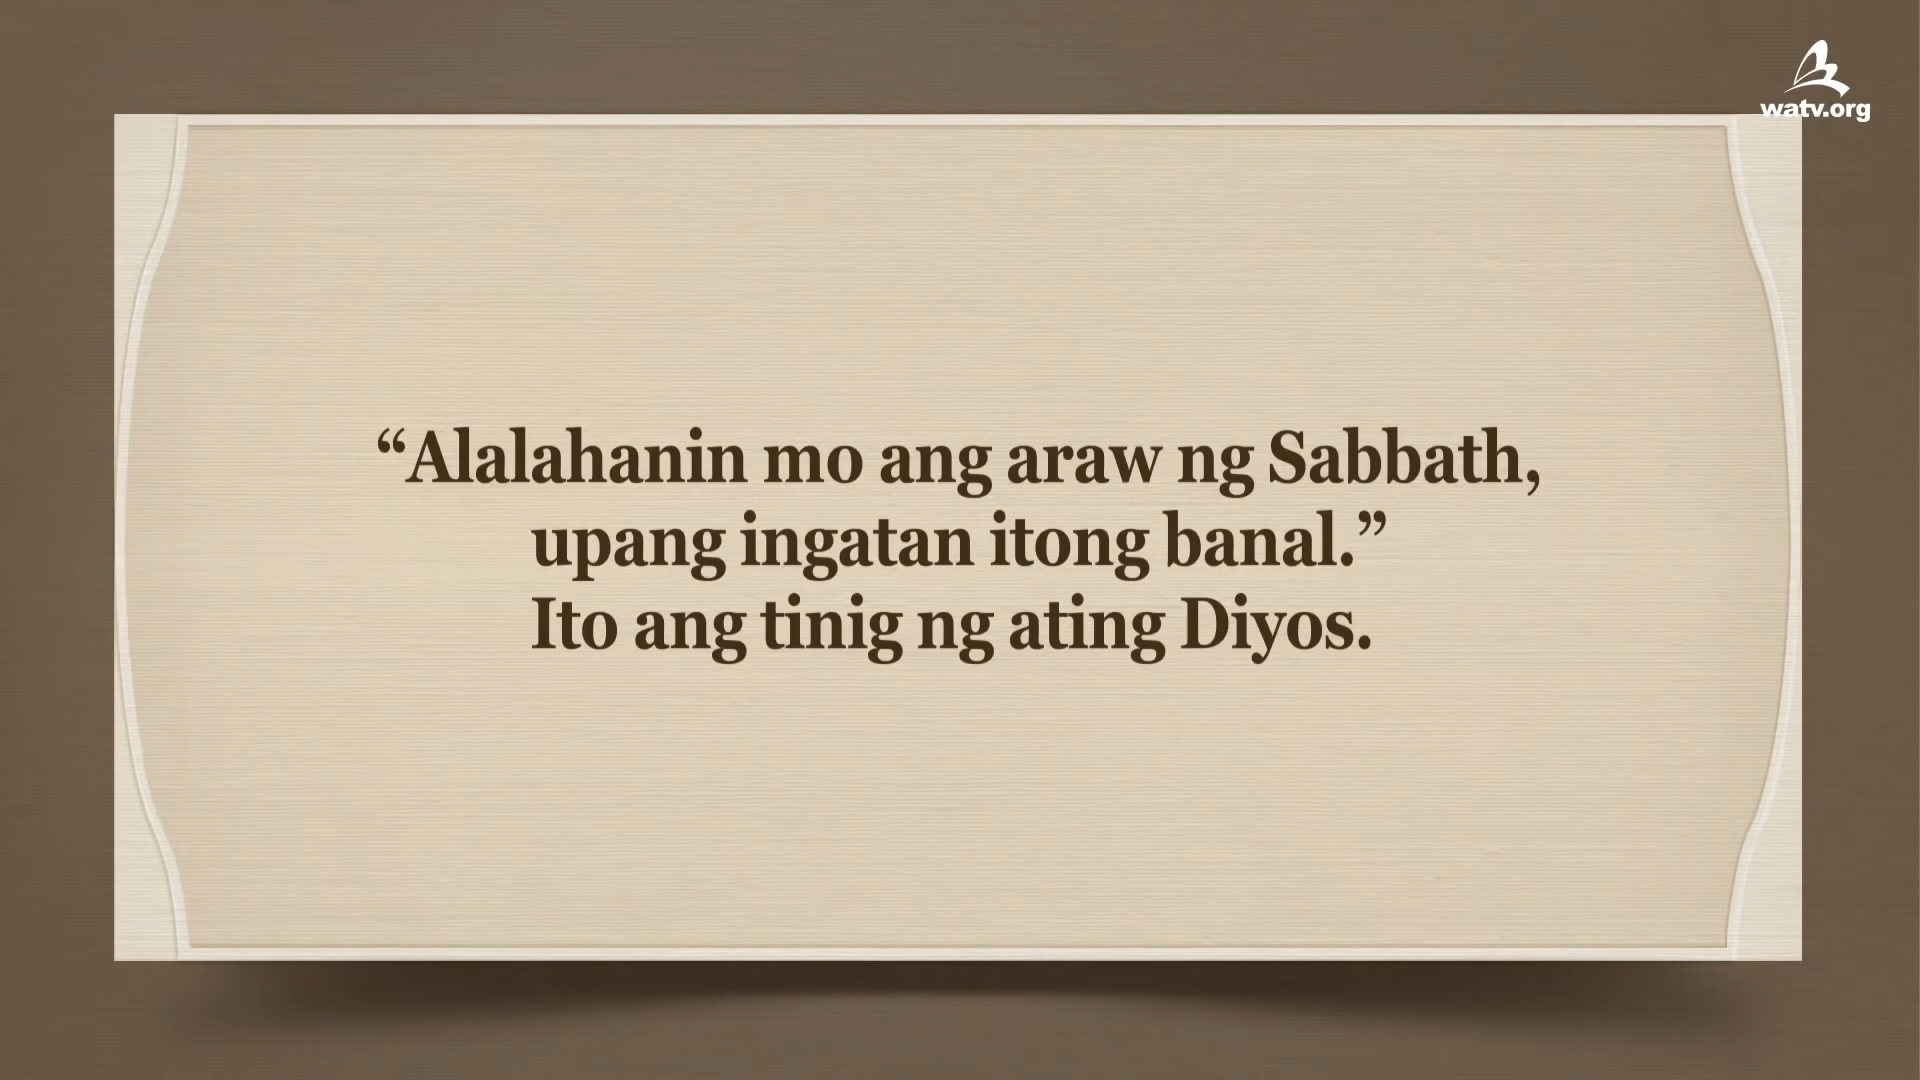 watv.org
“Alalahanin mo ang araw ng Sabbath,
upang ingatan itong banal.”
Ito ang tinig ng ating Diyos.